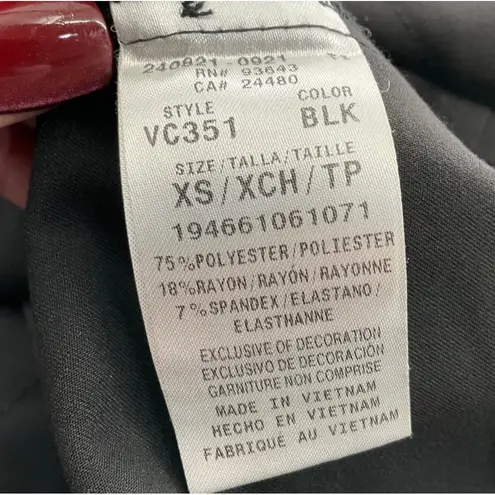 240821-0921
RN# 93643
CA# 24480
STYLE COLOR
VC351 BLK
SIZE/TALLA/TAILLE
XS/XCH/TP
194661061071
75%POLYESTER/POLIESTER
18%RAYON/RAYÓN/RAYONNE
7%SPANDEX/ELASTANO/
ELASTHANNE
EXCLUSIVE OF DECORATION
EXCLUSIVO DE DECORACIÓN
GARNITURE NON COMPRISE
MADE IN VIETNAM
HECHO EN VIETNAM
FABRIQUE AU VIETNAM